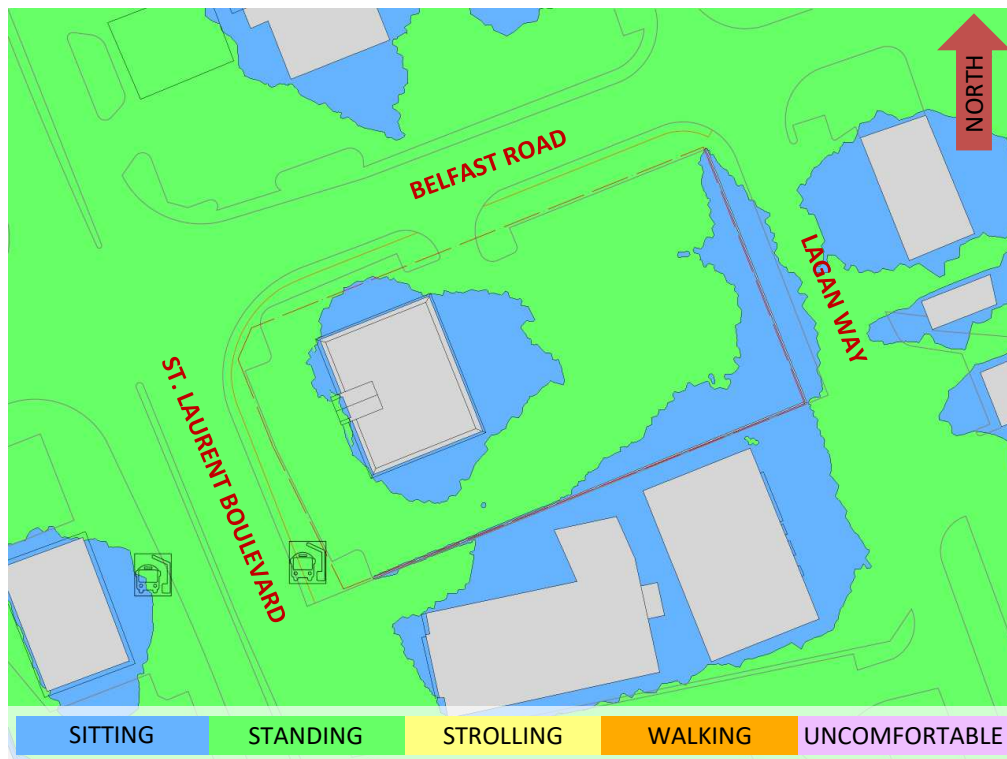 NORTH
BELFAST ROAD
LAGAN WAY
ST. LAURENT BOULEVARD
SITTING STANDING STROLLING WALKING UNCOMFORTABLE